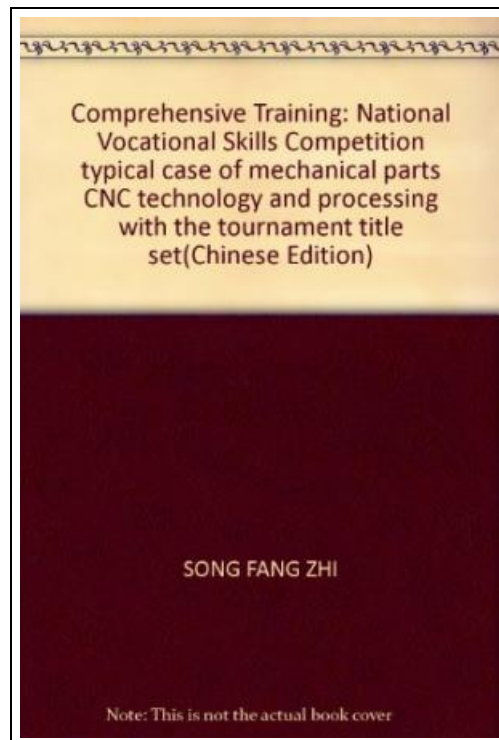 Comprehensive Training: National
Vocational Skills Competition
typical case of mechanical parts
CNC technology and processing
with the tournament title
set(Chinese Edition)
SONG FANG ZHI
Note: This is not the actual book cover